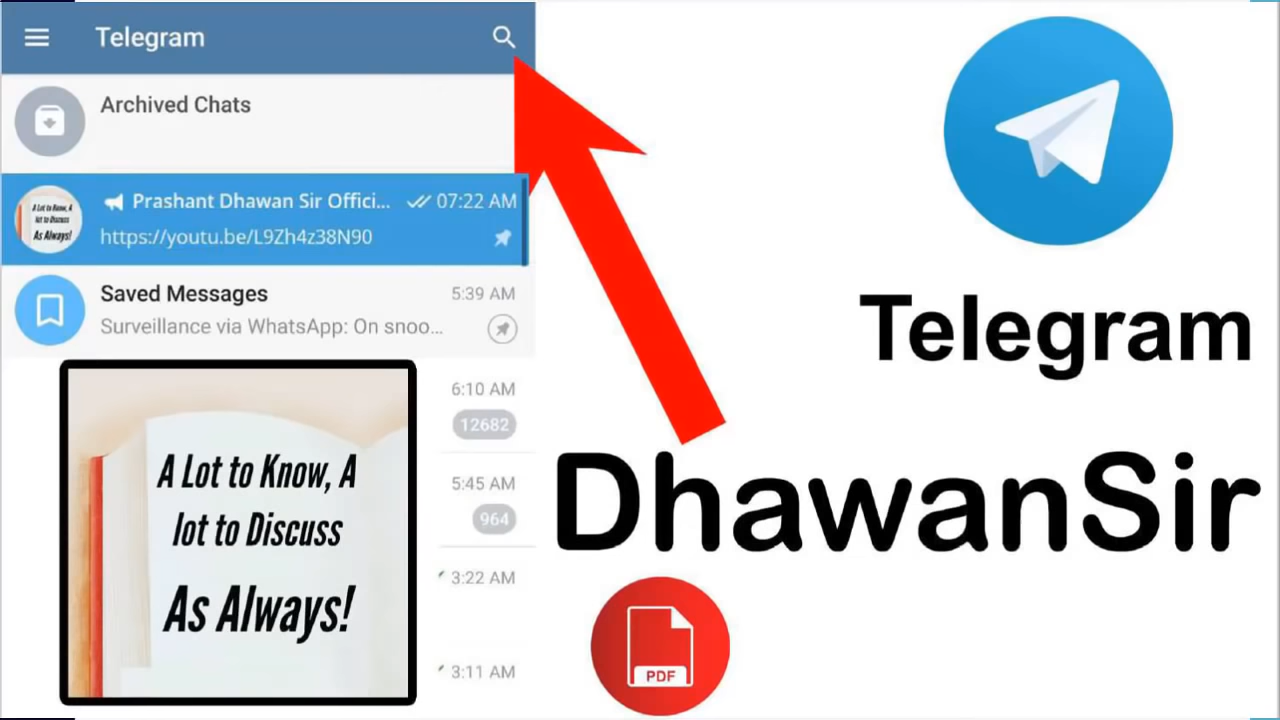 Telegram
Archived Chats
Prashant Dhawan Sir Offici... 07:22 AM
https://youtu.be/L9Zh4z38N90
Saved Messages 5:39 AM
Surveillance via WhatsApp: On snoo...
6:10 AM
12682
5:45 AM
964
3:22 AM
3:11 AM
A Lot to Know, A
lot to Discuss
As Always!
A Lot to Know, A
lot to Discuss
As Always!
Telegram
DhawanSir
PDF